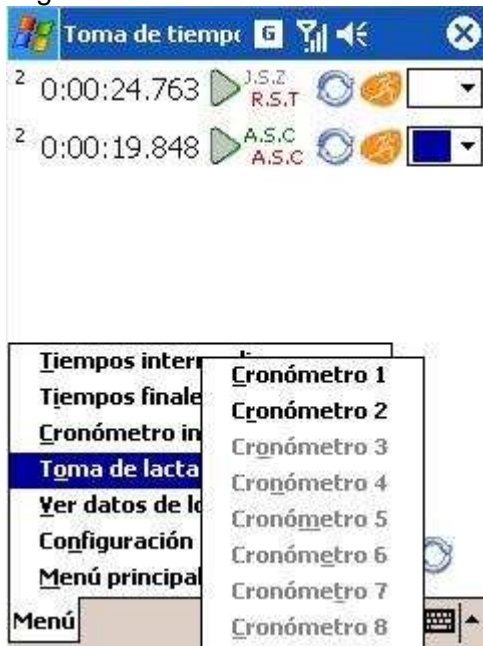 Toma de tiemp
G
2 0:00:24.763 J.S.Z
R.S.T
2 0:00:19.848 A.S.C
A.S.C
Tiempos inter
Tiempos finale
Cronómetro in
Toma de lacta
Ver datos de lo
Configuración
Menú principal
Cronómetro 1
Cronómetro 2
Cronómetro 3
Cronómetro 4
Cronómetro 5
Cronómetro 6
Cronómetro 7
Cronómetro 8
Menú